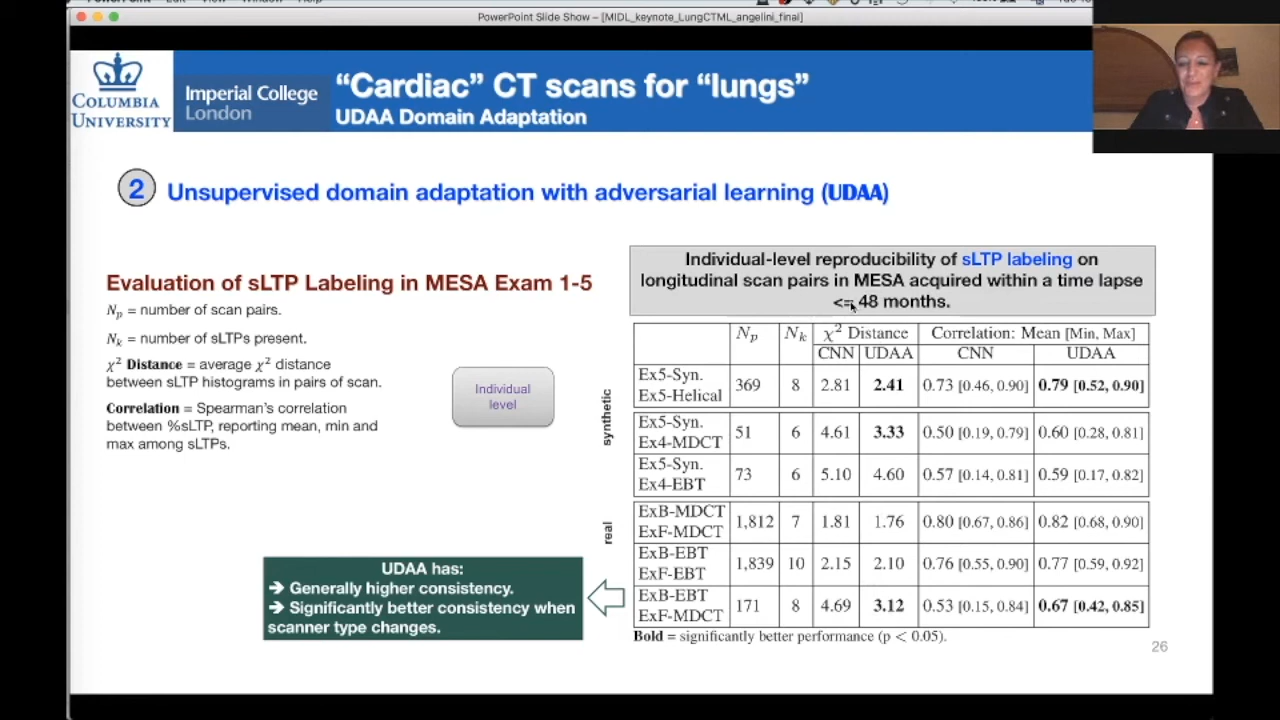 PowerPoint Slide Show – [MIDL_keynote_LungCTML_angelini_final]
COLUMBIA
UNIVERSITY
Imperial College
London
“Cardiac” CT scans for “lungs”
UDAA Domain Adaptation
2 Unsupervised domain adaptation with adversarial learning (UDAA)
Evaluation of sLTP Labeling in MESA Exam 1-5
Np = number of scan pairs.
Nk = number of sLTPs present.
χ² Distance = average χ² distance
between sLTP histograms in pairs of scan.
Correlation = Spearman's correlation
between %sLTP, reporting mean, min and
max among sLTPs.
Individual
level
UDAA has:
➔ Generally higher consistency.
➔ Significantly better consistency when
scanner type changes.
Individual-level reproducibility of sLTP labeling on
longitudinal scan pairs in MESA acquired within a time lapse
<= 48 months.
Np Nk χ² Distance Correlation: Mean [Min, Max]
CNN UDAA CNN UDAA
synthetic
Ex5-Syn.
Ex5-Helical 369 8 2.81 2.41 0.73 [0.46, 0.90] 0.79 [0.52, 0.90]
Ex5-Syn.
Ex4-MDCT 51 6 4.61 3.33 0.50 [0.19, 0.79] 0.60 [0.28, 0.81]
Ex5-Syn.
Ex4-EBT 73 6 5.10 4.60 0.57 [0.14, 0.81] 0.59 [0.17, 0.82]
real
ExB-MDCT
ExF-MDCT 1,812 7 1.81 1.76 0.80 [0.67, 0.86] 0.82 [0.68, 0.90]
ExB-EBT
ExF-EBT 1,839 10 2.15 2.10 0.76 [0.55, 0.90] 0.77 [0.59, 0.92]
ExB-EBT
ExF-MDCT 171 8 4.69 3.12 0.53 [0.15, 0.84] 0.67 [0.42, 0.85]
Bold = significantly better performance (p < 0.05).
26